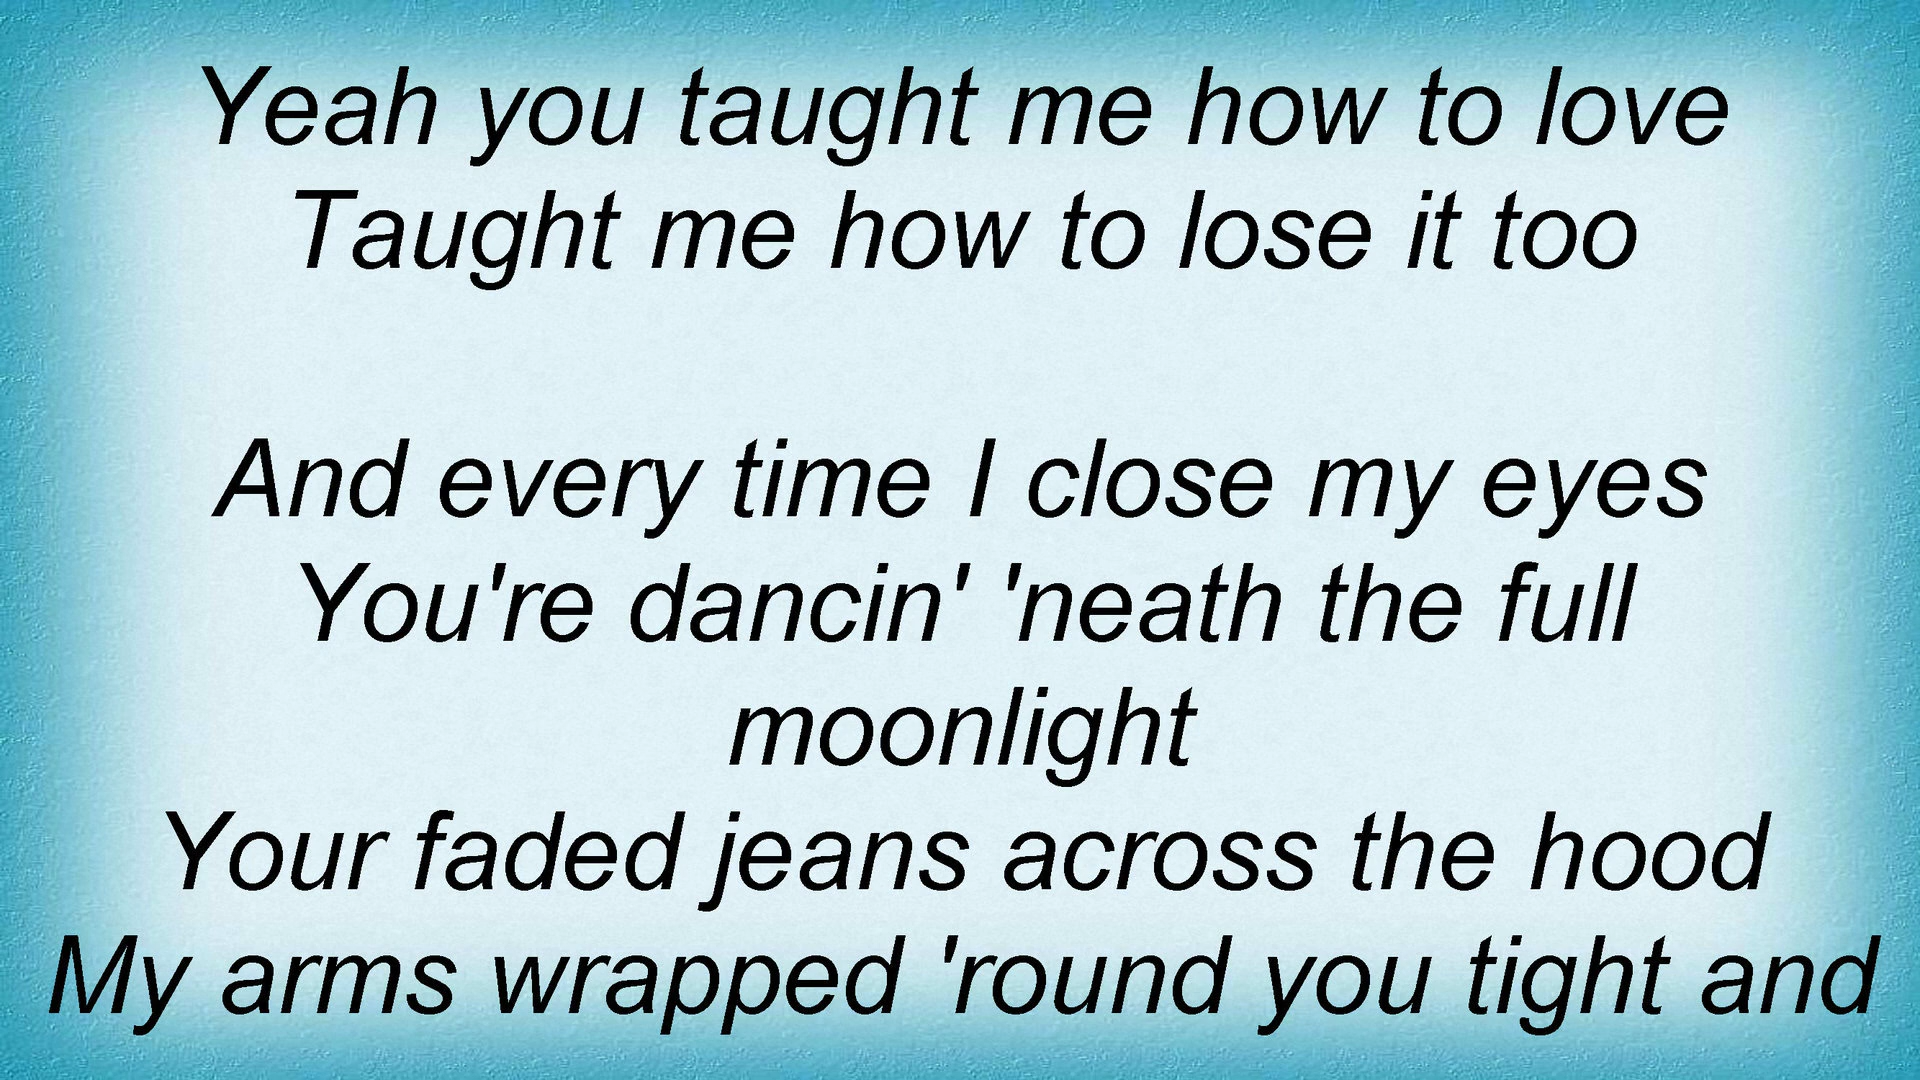 Yeah you taught me how to love
Taught me how to lose it too
And every time I close my eyes
You're dancin' 'neath the full
moonlight
Your faded jeans across the hood
My arms wrapped 'round you tight and